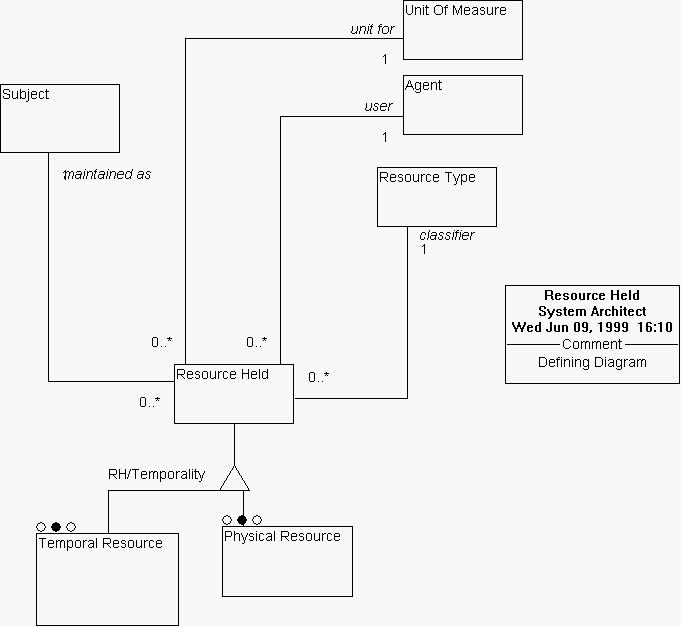 Unit Of Measure
unit for
1
Agent
user
1
Subject
maintained as
1
Resource Type
classifier
1
Resource Held
System Architect
Wed Jun 09, 1999 16:10
Comment
Defining Diagram
0..*
0..*
Resource Held
0..*
0..*
RH/Temporality
Temporal Resource
Physical Resource